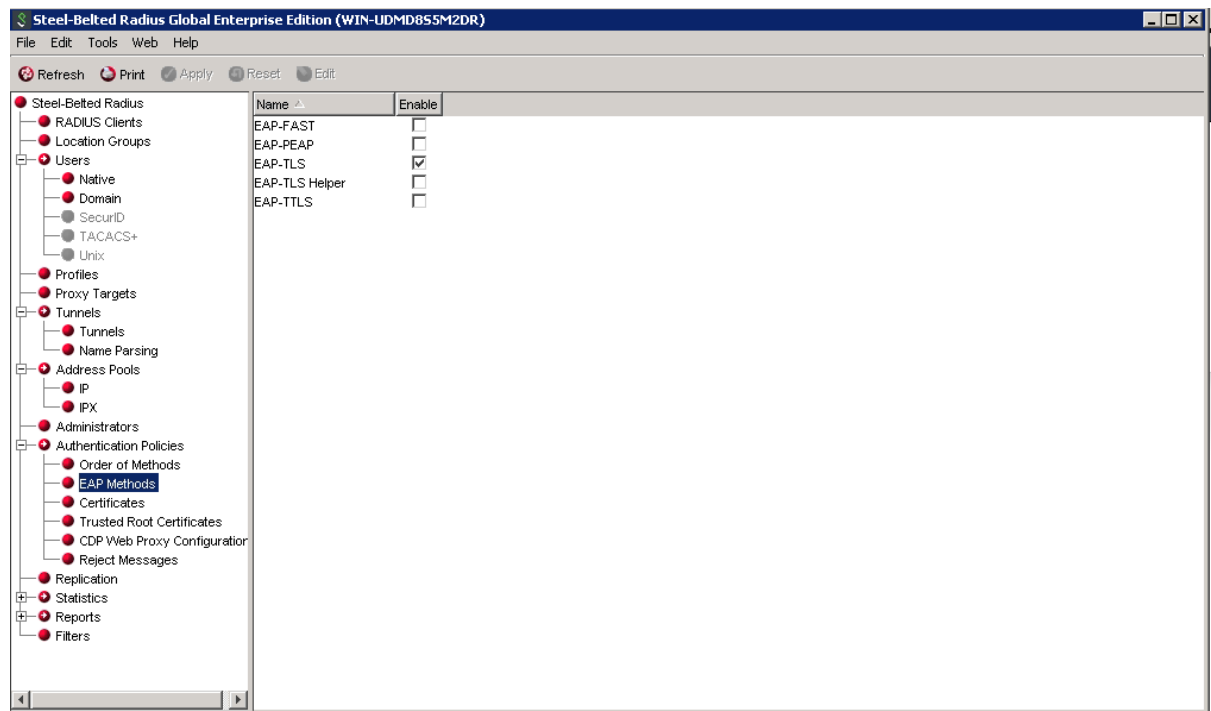 Steel-Belted Radius Global Enterprise Edition (WIN-UDMD8S5M2DR)
File Edit Tools Web Help
Refresh Print Apply Reset Edit
Steel-Belted Radius
RADIUS Clients
Location Groups
Users
Native
Domain
SecurID
TACACS+
Unix
Profiles
Proxy Targets
Tunnels
Tunnels
Name Parsing
Address Pools
IP
IPX
Administrators
Authentication Policies
Order of Methods
EAP Methods
Certificates
Trusted Root Certificates
CDP Web Proxy Configuration
Reject Messages
Replication
Statistics
Reports
Filters
Name Enable
EAP-FAST
EAP-PEAP
EAP-TLS
EAP-TLS Helper
EAP-TTLS